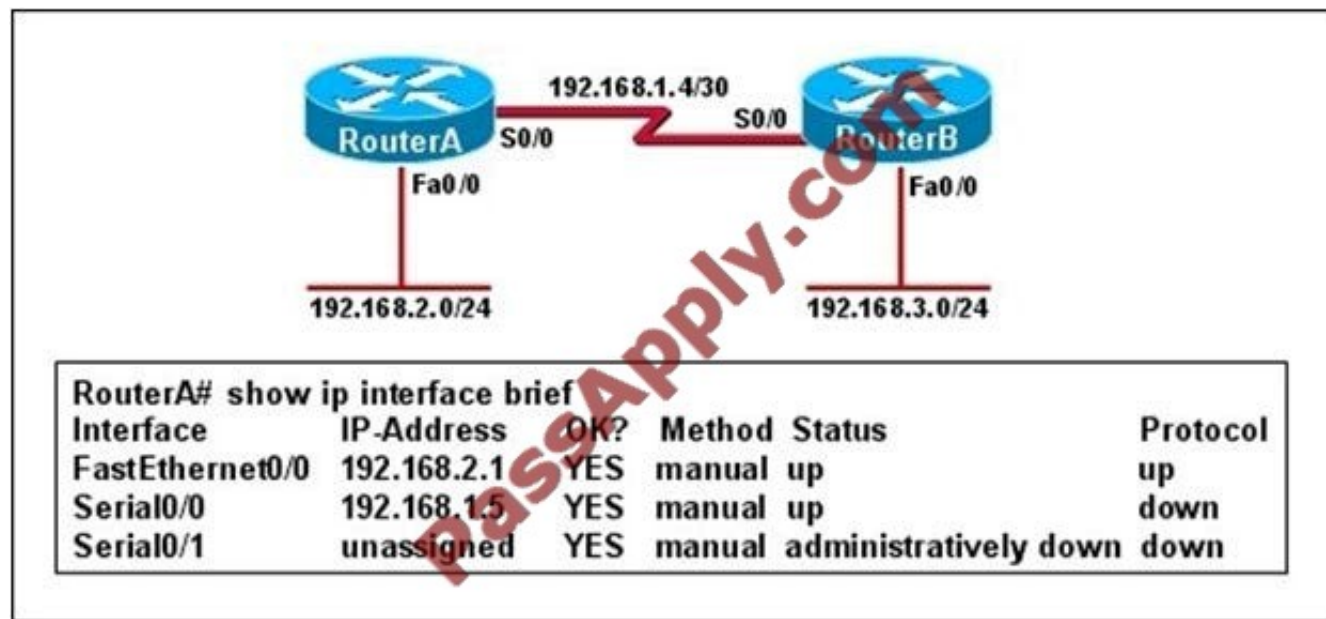 192.168.1.4/30
RouterA
S0/0
S0/0
RouterB
Fa0/0
Fa0/0
192.168.2.0/24
192.168.3.0/24
PassApply.com
RouterA# show ip interface brief
Interface IP-Address OK? Method Status Protocol
FastEthernet0/0 192.168.2.1 YES manual up up
Serial0/0 192.168.1.5 YES manual up down
Serial0/1 unassigned YES manual administratively down down